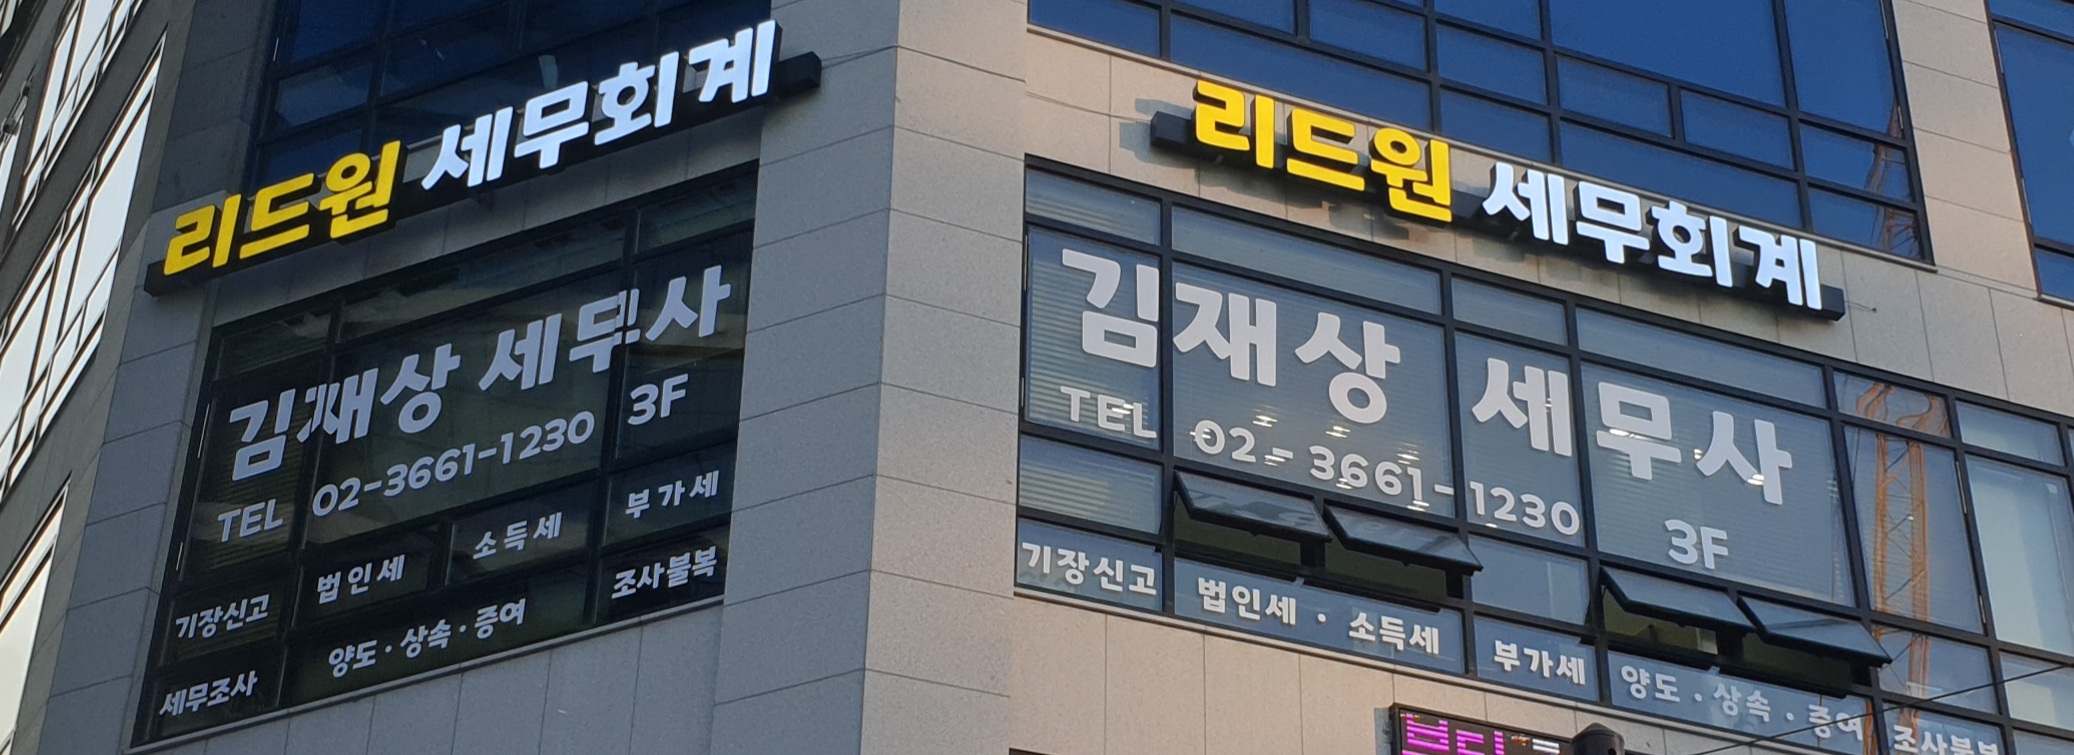 리드원 세무회계
김재상 세무사
TEL 02-3661-1230 3F
기장신고 법인세 소득세 부가세
세무조사 양도·상속·증여 조사불복
리드원 세무회계
김재상 세무사
TEL 02-3661-1230 3F
기장신고 법인세·소득세 부가세 양도·상속·증여 조사불복